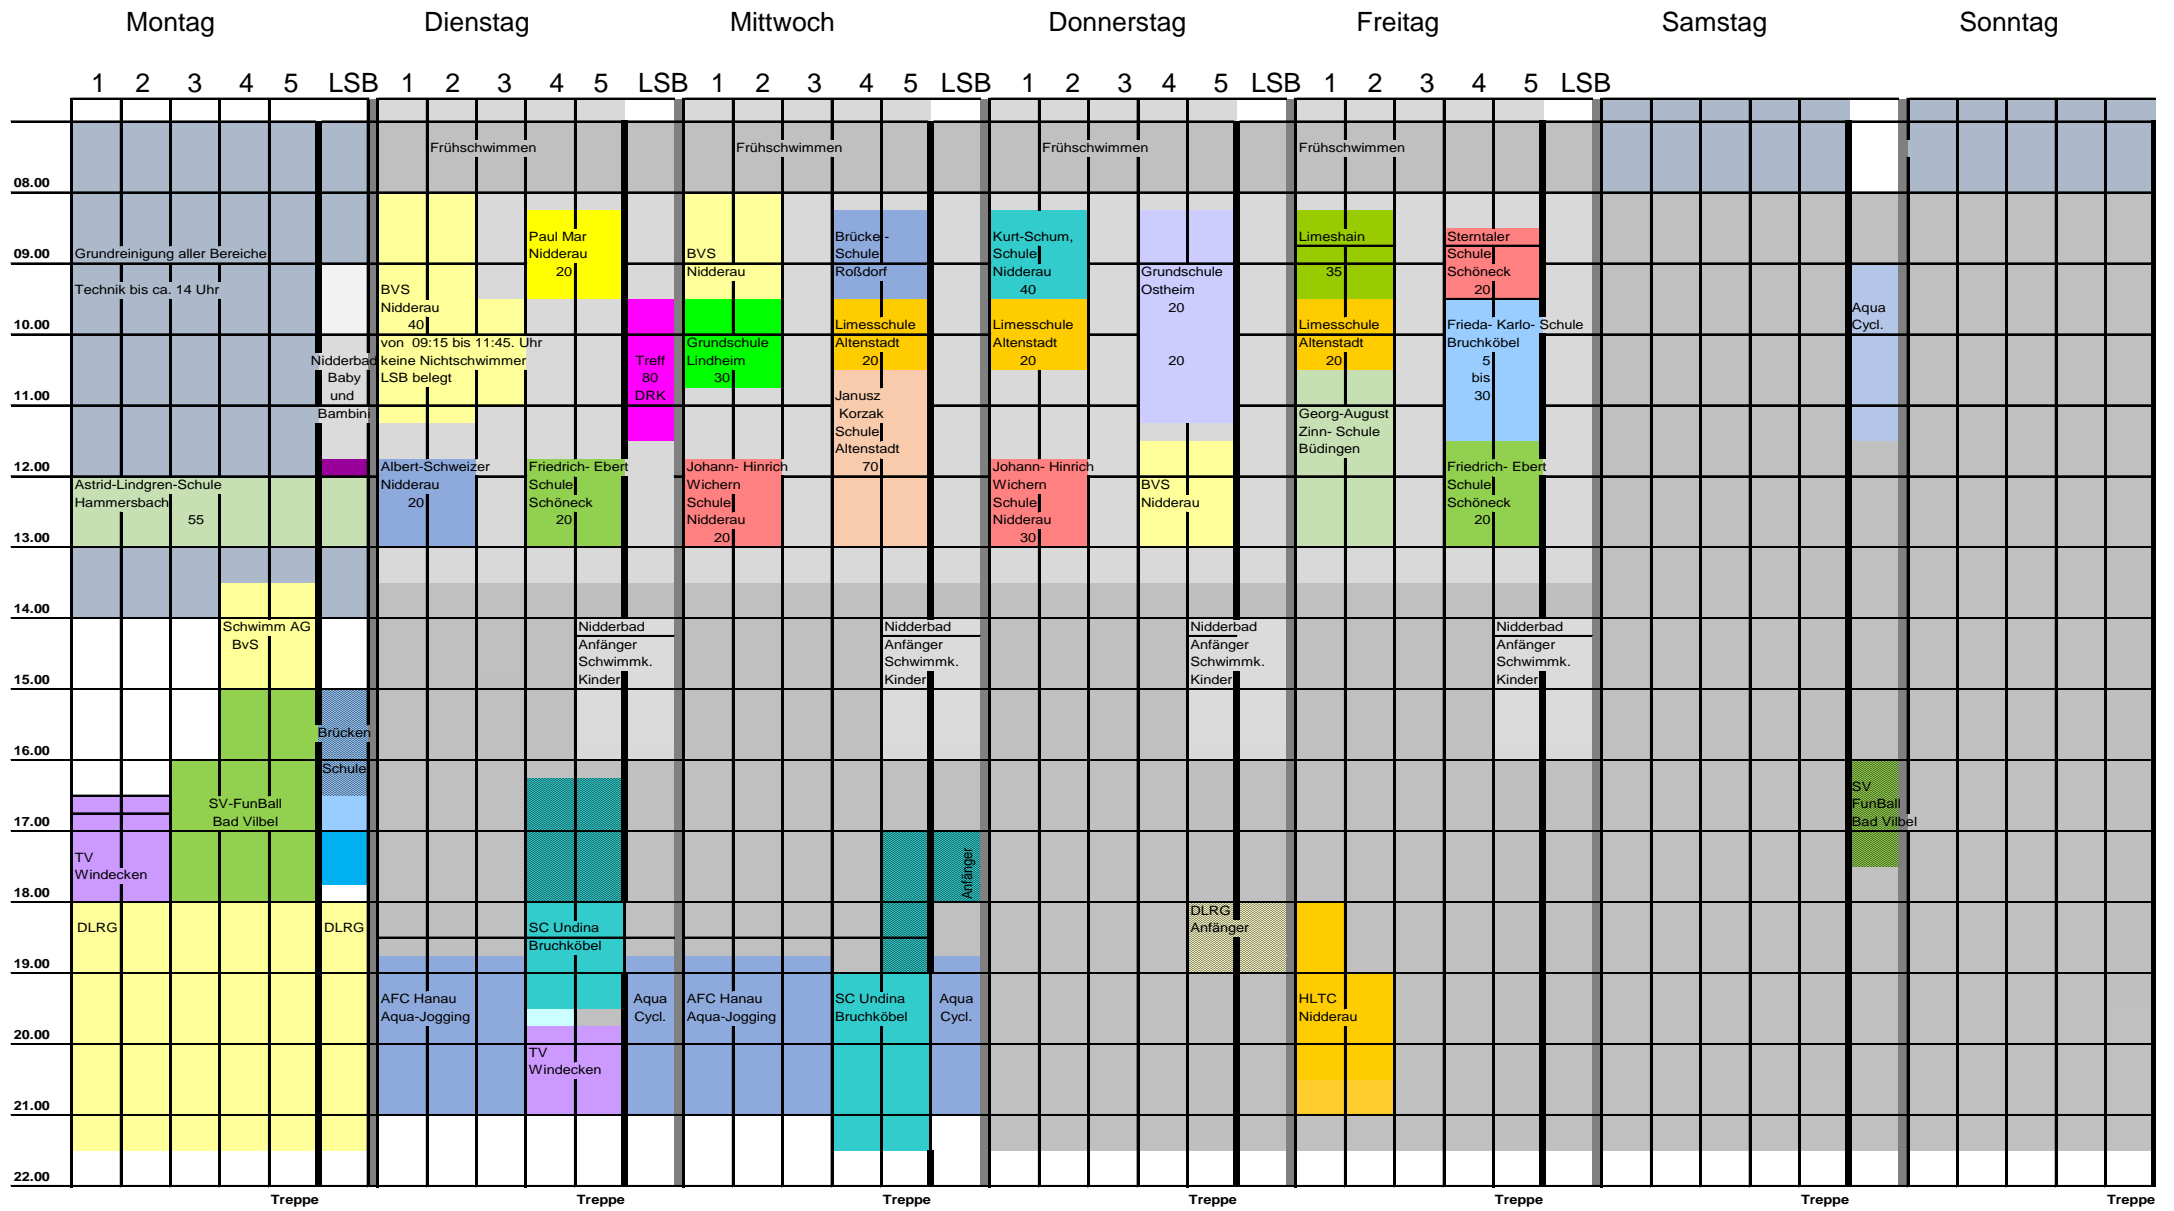 Montag Dienstag Mittwoch Donnerstag Freitag Samstag Sonntag
1 2 3 4 5 LSB 1 2 3 4 5 LSB 1 2 3 4 5 LSB 1 2 3 4 5 LSB 1 2 3 4 5 LSB
Frühschwimmen Frühschwimmen Frühschwimmen Frühschwimmen
08.00
09.00
10.00
11.00
12.00
13.00
14.00
15.00
16.00
17.00
18.00
19.00
20.00
21.00
22.00
Grundreinigung aller Bereiche
Technik bis ca. 14 Uhr
Astrid-Lindgren-Schule
Hammersbach
55
Nidderbad
Baby
und
Bambini
Schwimm AG
BvS
Brücken
Schule
SV-FunBall
Bad Vilbel
TV
Windecken
DLRG
DLRG
BVS
Nidderau
40
von 09:15 bis 11:45. Uhr
keine Nichtschwimmer
LSB belegt
Albert-Schweizer
Nidderau
20
Paul Mar
Nidderau
20
Friedrich- Ebert
Schule
Schöneck
20
Treff
80
DRK
Nidderbad
Anfänger
Schwimmk.
Kinder
SC Undina
Bruchköbel
AFC Hanau
Aqua-Jogging
Aqua
Cycl.
TV
Windecken
BVS
Nidderau
Grundschule
Lindheim
30
Johann- Hinrich
Wichern
Schule
Nidderau
20
Brücke -
Schule
Roßdorf
Limesschule
Altenstadt
20
Janusz
Korzak
Schule
Altenstadt
70
Nidderbad
Anfänger
Schwimmk.
Kinder
Anfänger
AFC Hanau
Aqua-Jogging
SC Undina
Bruchköbel
Aqua
Cycl.
Kurt-Schum,
Schule
Nidderau
40
Limesschule
Altenstadt
20
Johann- Hinrich
Wichern
Schule
Nidderau
30
Grundschule
Ostheim
20
20
BVS
Nidderau
Nidderbad
Anfänger
Schwimmk.
Kinder
DLRG
Anfänger
Limeshain
35
Limesschule
Altenstadt
20
Georg-August
Zinn- Schule
Büdingen
Sterntaler
Schule
Schöneck
20
Frieda- Karlo- Schule
Bruchköbel
5
bis
30
Friedrich- Ebert
Schule
Schöneck
20
Nidderbad
Anfänger
Schwimmk.
Kinder
HLTC
Nidderau
Aqua
Cycl.
SV
FunBall
Bad Vilbel
Treppe Treppe Treppe Treppe Treppe Treppe Treppe